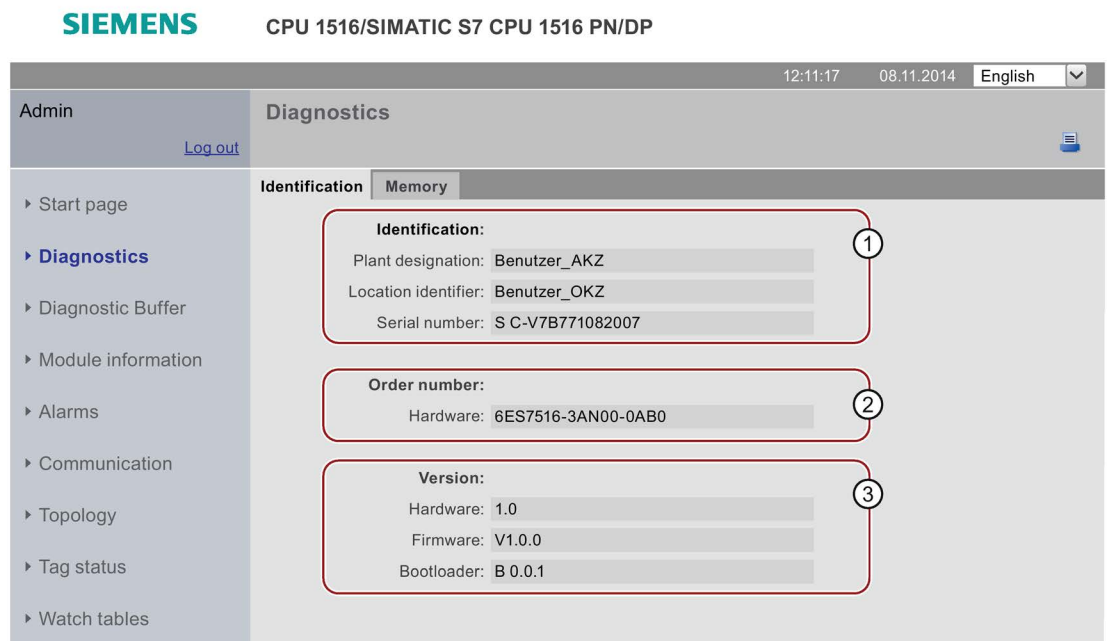 SIEMENS CPU 1516/SIMATIC S7 CPU 1516 PN/DP
12:11:17 08.11.2014 English
Admin
Log out
Diagnostics
Identification Memory
Start page
Diagnostics
Diagnostic Buffer
Module information
Alarms
Communication
Topology
Tag status
Watch tables
Identification:
1
Plant designation: Benutzer_AKZ
Location identifier: Benutzer_OKZ
Serial number: S C-V7B771082007
Order number:
2
Hardware: 6ES7516-3AN00-0AB0
Version:
3
Hardware: 1.0
Firmware: V1.0.0
Bootloader: B 0.0.1